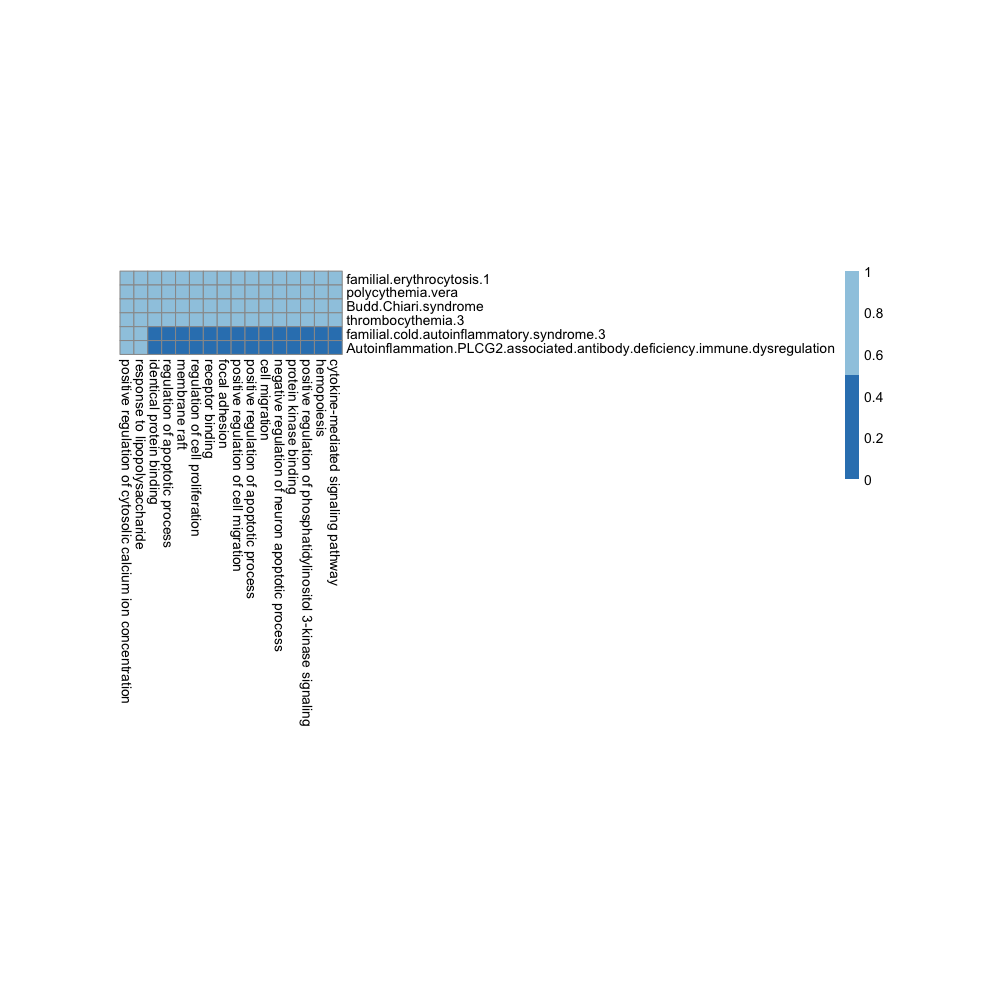 familial.erythrocytosis.1
polycythemia.vera
Budd.Chiari.syndrome
thrombocythemia.3
familial.cold.autoinflammatory.syndrome.3
Autoinflammation.PLCG2.associated.antibody.deficiency.immune.dysregulation
positive regulation of cytosolic calcium ion concentration
response to lipopolysaccharide
identical protein binding
regulation of apoptotic process
membrane raft
regulation of cell proliferation
receptor binding
focal adhesion
positive regulation of cell migration
positive regulation of apoptotic process
cell migration
negative regulation of neuron apoptotic process
protein kinase binding
positive regulation of phosphatidylinositol 3-kinase signaling
hemopoiesis
cytokine-mediated signaling pathway
1
0.8
0.6
0.4
0.2
0